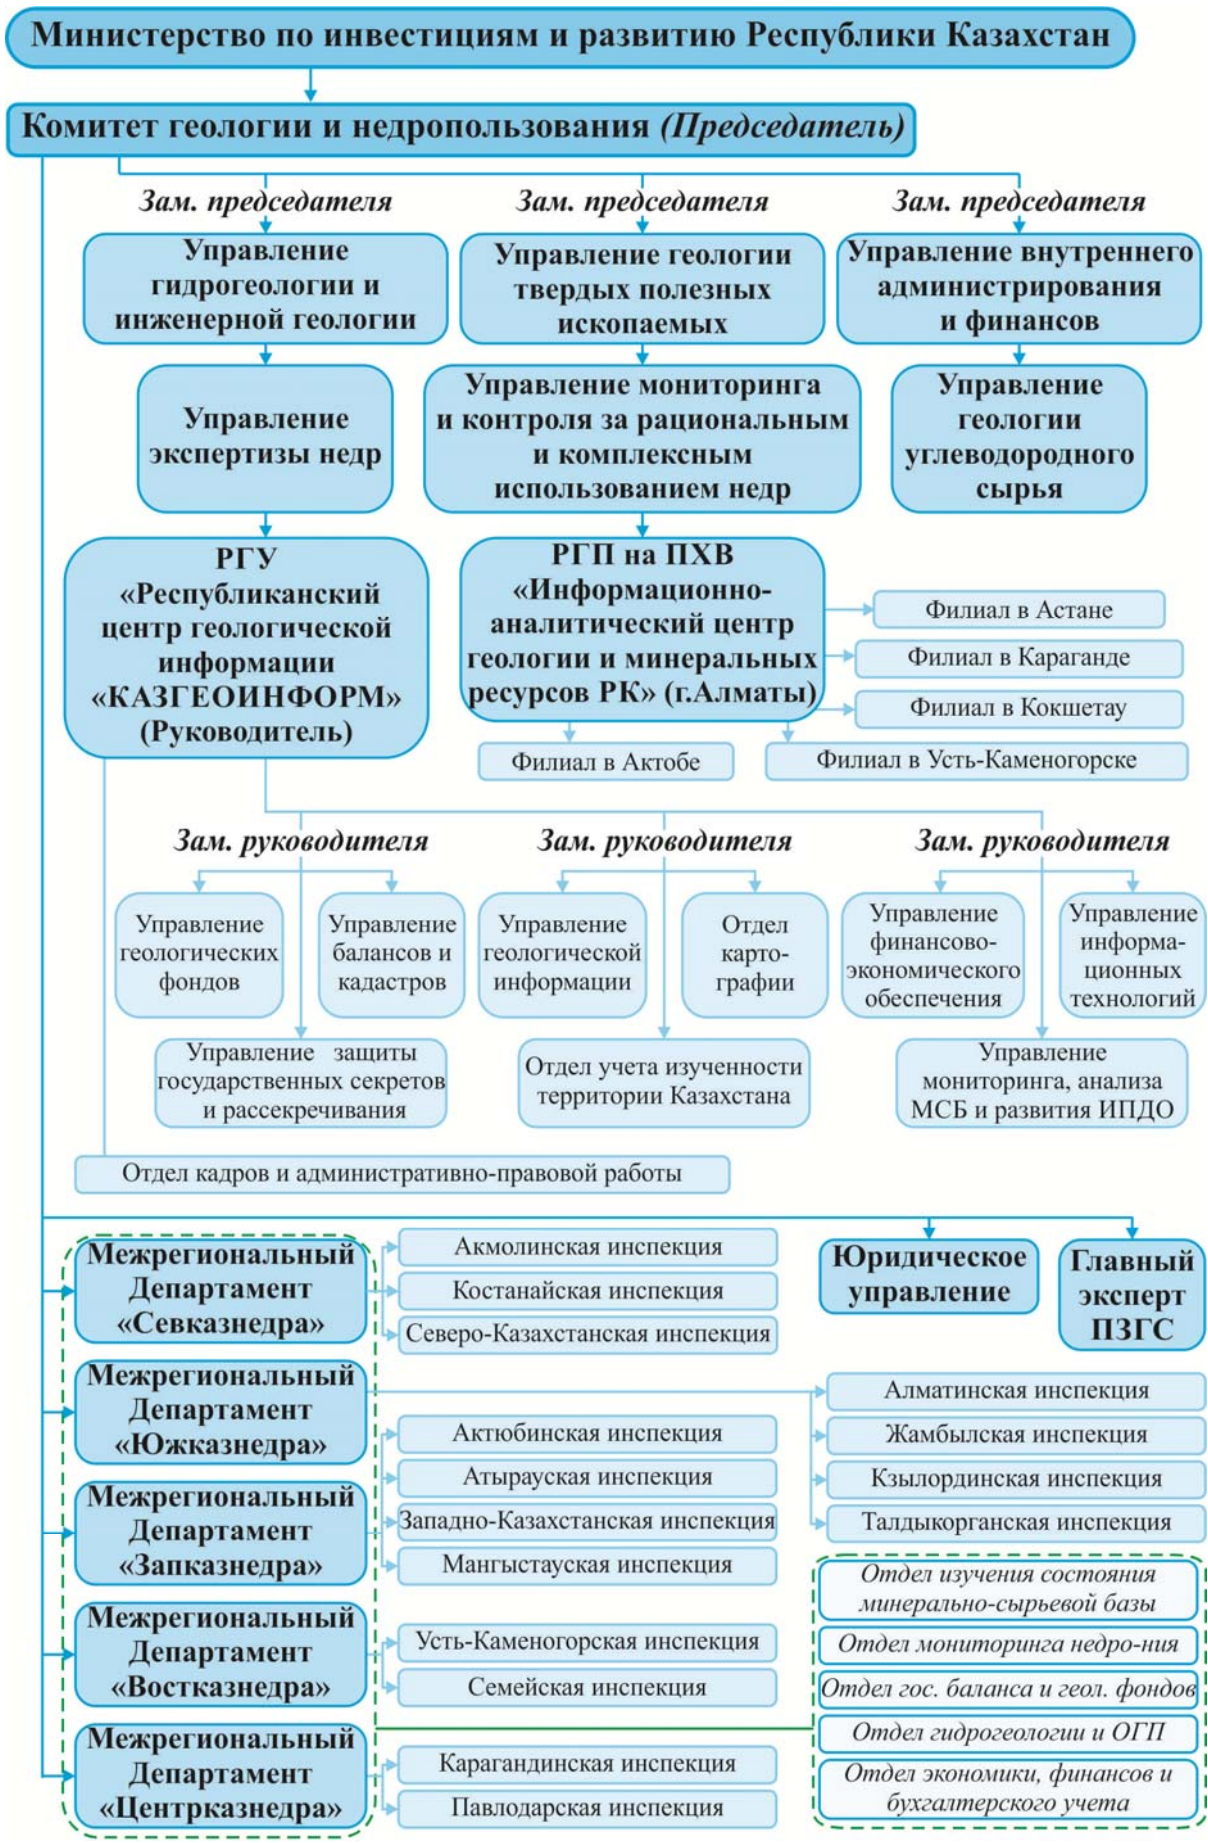 Министерство по инвестициям и развитию Республики Казахстан
Комитет геологии и недропользования (Председатель)
Зам. председателя
Управление
гидрогеологии и
инженерной геологии
Зам. председателя
Управление геологии
твердых полезных
ископаемых
Зам. председателя
Управление внутреннего
администрирования
и финансов
Управление
экспертизы недр
Управление мониторинга
и контроля за рациональным
и комплексным
использованием недр
Управление
геологии
углеводородного
сырья
РГУ
«Республиканский
центр геологической
информации
«КАЗГЕОИНФОРМ»
(Руководитель)
РГП на ПХВ
«Информационно-
аналитический центр
геологии и минеральных
ресурсов РК» (г.Алматы)
Филиал в Астане
Филиал в Караганде
Филиал в Кокшетау
Филиал в Актобе
Филиал в Усть-Каменогорске
Зам. руководителя
Зам. руководителя
Зам. руководителя
Управление
геологических
фондов
Управление
балансов и
кадастров
Управление
геологической
информации
Отдел
карто-
графии
Управление
финансово-
экономического
обеспечения
Управление
информа-
ционных
технологий
Управление защиты
государственных секретов
и рассекречивания
Отдел учета изученности
территории Казахстана
Управление
мониторинга, анализа
МСБ и развития ИПДО
Отдел кадров и административно-правовой работы
Межрегиональный
Департамент
«Севказнедра»
Акмолинская инспекция
Костанайская инспекция
Северо-Казахстанская инспекция
Юридическое
управление
Главный
эксперт
ПЗГС
Межрегиональный
Департамент
«Южказнедра»
Алматинская инспекция
Жамбылская инспекция
Кзылординская инспекция
Талдыкорганская инспекция
Межрегиональный
Департамент
«Запказнедра»
Актюбинская инспекция
Атырауская инспекция
Западно-Казахстанская инспекция
Мангыстауская инспекция
Межрегиональный
Департамент
«Востказнедра»
Усть-Каменогорская инспекция
Семейская инспекция
Межрегиональный
Департамент
«Центрказнедра»
Карагандинская инспекция
Павлодарская инспекция
Отдел изучения состояния
минерально-сырьевой базы
Отдел мониторинга недро-ния
Отдел гос. баланса и геол. фондов
Отдел гидрогеологии и ОГП
Отдел экономики, финансов и
бухгалтерского учета